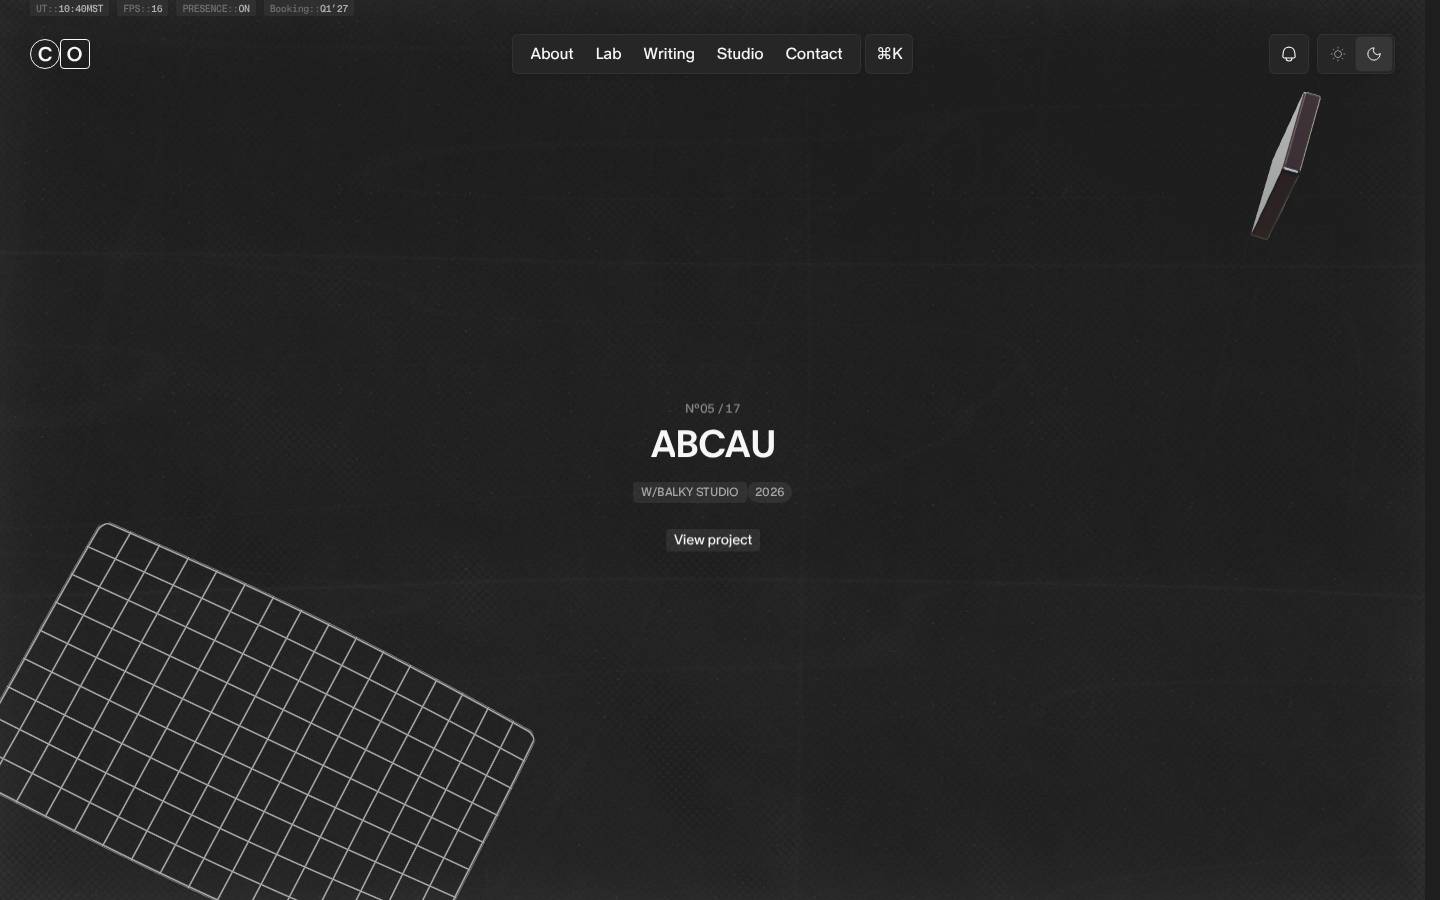 UT::10:40MST FPS::16 PRESENCE::ON Booking::Q1'27
CO
About Lab Writing Studio Contact ⌘K
Nº05 / 17
ABCAU
W/BALKY STUDIO 2026
View project